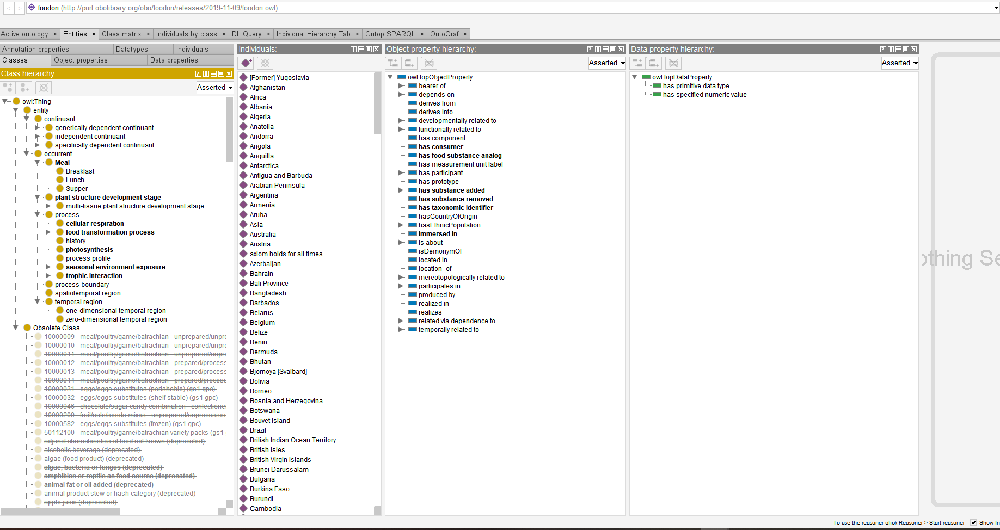 foodon (http://purl.obolibrary.org/obo/foodon/releases/2019-11-09/foodon.owl)
Active ontology × Entities × Class matrix × Individuals by class × DL Query × Individual Hierarchy Tab × Ontop SPARQL × OntoGraf ×
Annotation properties Datatypes Individuals
Classes Object properties Data properties
Class hierarchy:
Asserted
owl:Thing
entity
continuant
generically dependent continuant
independent continuant
specifically dependent continuant
occurrent
Meal
Breakfast
Lunch
Supper
plant structure development stage
multi-tissue plant structure development stage
process
cellular respiration
food transformation process
history
photosynthesis
process profile
seasonal environment exposure
trophic interaction
process boundary
spatiotemporal region
temporal region
one-dimensional temporal region
zero-dimensional temporal region
Obsolete Class
10000009 - meat/poultry/game/batrachian - unprepared/unpr
10000010 - meat/poultry/game/batrachian - unprepared/unpr
10000011 - meat/poultry/game/batrachian - unprepared/unpr
10000012 - meat/poultry/game/batrachian - prepared/process
10000013 - meat/poultry/game/batrachian - prepared/process
10000014 - meat/poultry/game/batrachian - prepared/process
10000031 - eggs/eggs substitutes (perishable) (gs1 gpc)
10000032 - eggs/eggs substitutes (shelf stable) (gs1 gpc)
10000046 - chocolate/sugar candy combination - confectioner
10000209 - fruit/nuts/seeds mixes - unprepared/unprocessed
10000582 - eggs/eggs substitutes (frozen) (gs1 gpc)
50112100 - meat/poultry/game/batrachian variety packs (gs1
adjunct characteristics of food not known (deprecated)
alcoholic beverage (deprecated)
algae (food product) (deprecated)
algae, bacteria or fungus (deprecated)
amphibian or reptile as food source (deprecated)
animal fat or oil added (deprecated)
animal product stew or hash category (deprecated)
apple juice (deprecated)
Individuals:
[Former] Yugoslavia
Afghanistan
Africa
Albania
Algeria
Anatolia
Andorra
Angola
Anguilla
Antarctica
Antigua and Barbuda
Arabian Peninsula
Argentina
Armenia
Aruba
Asia
Australia
Austria
axiom holds for all times
Azerbaijan
Bahrain
Bali Province
Bangladesh
Barbados
Belarus
Belgium
Belize
Benin
Bermuda
Bhutan
Bjornoya [Svalbard]
Bolivia
Borneo
Bosnia and Herzegovina
Botswana
Bouvet Island
Brazil
British Indian Ocean Territory
British Isles
British Virgin Islands
Brunei Darussalam
Bulgaria
Burkina Faso
Burundi
Cambodia
Object property hierarchy:
Asserted
owl:topObjectProperty
bearer of
depends on
derives from
derives into
developmentally related to
functionally related to
has component
has consumer
has food substance analog
has measurement unit label
has participant
has prototype
has substance added
has substance removed
has taxonomic identifier
hasCountryOfOrigin
hasEthnicPopulation
immersed in
is about
isDemonymOf
located in
location_of
mereotopologically related to
participates in
produced by
realized in
realizes
related via dependence to
temporally related to
Data property hierarchy:
Asserted
owl:topDataProperty
has primitive data type
has specified numeric value
othing Se
To use the reasoner click Reasoner > Start reasoner Show In